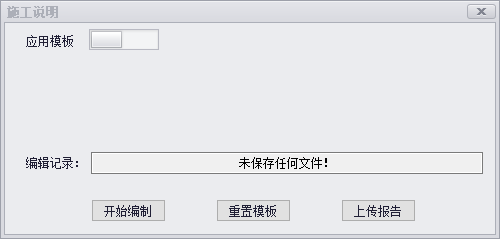 施工说明
应用模板
编辑记录：
未保存任何文件！
开始编制
重置模板
上传报告